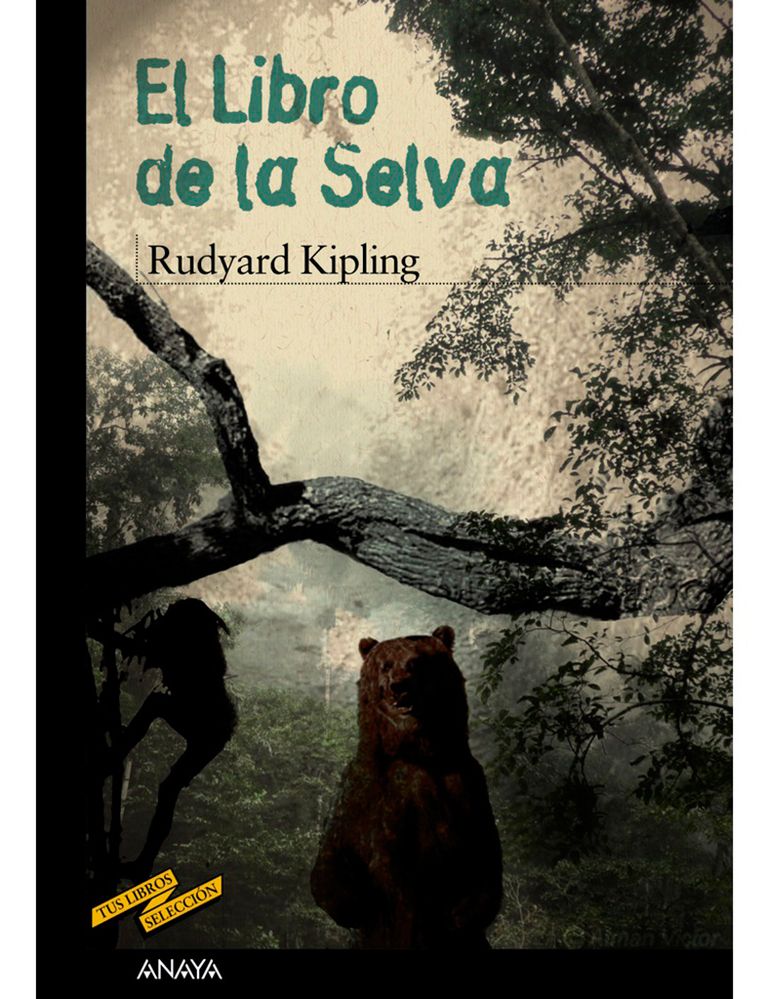 El Libro
de la Selva
Rudyard Kipling
TUS LIBROS
SELECCIÓN
ANAYA